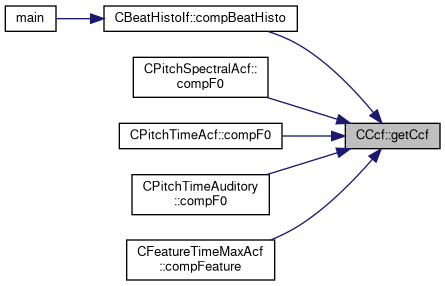 main
CBeatHistoIf::compBeatHisto
CPitchSpectralAcf::
compF0
CPitchTimeAcf::compF0
CCcf::getCcf
CPitchTimeAuditory
::compF0
CFeatureTimeMaxAcf
::compFeature